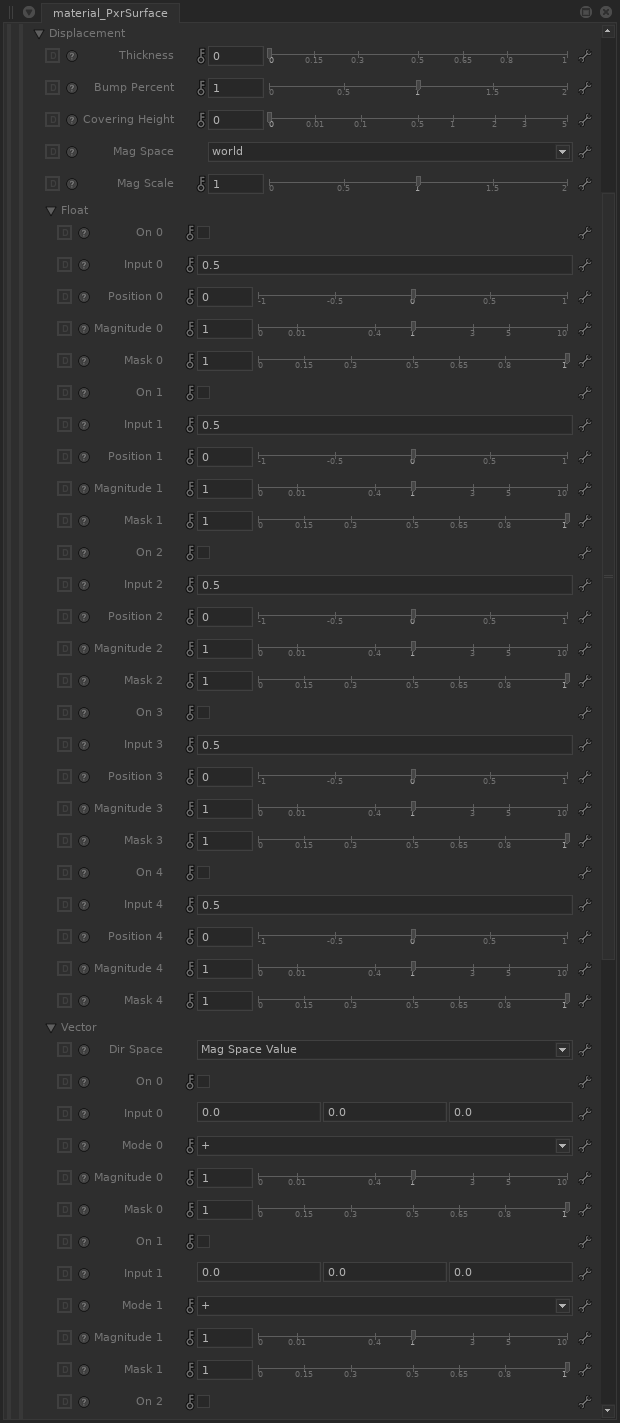 material_PxrSurface
Displacement
D ? Thickness 0 0 0.15 0.3 0.5 0.65 0.8 1
D ? Bump Percent 1 0 0.5 1 1.5 2
D ? Covering Height 0 0 0.01 0.1 0.5 1 2 3 5
D ? Mag Space world
D ? Mag Scale 1 0 0.5 1 1.5 2
Float
D ? On 0
D ? Input 0 0.5
D ? Position 0 0 -1 -0.5 0 0.5 1
D ? Magnitude 0 1 0 0.01 0.4 1 3 5 10
D ? Mask 0 1 0 0.15 0.3 0.5 0.65 0.8 1
D ? On 1
D ? Input 1 0.5
D ? Position 1 0 -1 -0.5 0 0.5 1
D ? Magnitude 1 1 0 0.01 0.4 1 3 5 10
D ? Mask 1 1 0 0.15 0.3 0.5 0.65 0.8 1
D ? On 2
D ? Input 2 0.5
D ? Position 2 0 -1 -0.5 0 0.5 1
D ? Magnitude 2 1 0 0.01 0.4 1 3 5 10
D ? Mask 2 1 0 0.15 0.3 0.5 0.65 0.8 1
D ? On 3
D ? Input 3 0.5
D ? Position 3 0 -1 -0.5 0 0.5 1
D ? Magnitude 3 1 0 0.01 0.4 1 3 5 10
D ? Mask 3 1 0 0.15 0.3 0.5 0.65 0.8 1
D ? On 4
D ? Input 4 0.5
D ? Position 4 0 -1 -0.5 0 0.5 1
D ? Magnitude 4 1 0 0.01 0.4 1 3 5 10
D ? Mask 4 1 0 0.15 0.3 0.5 0.65 0.8 1
Vector
D ? Dir Space Mag Space Value
D ? On 0
D ? Input 0 0.0 0.0 0.0
D ? Mode 0 +
D ? Magnitude 0 1 0 0.01 0.4 1 3 5 10
D ? Mask 0 1 0 0.15 0.3 0.5 0.65 0.8 1
D ? On 1
D ? Input 1 0.0 0.0 0.0
D ? Mode 1 +
D ? Magnitude 1 1 0 0.01 0.4 1 3 5 10
D ? Mask 1 1 0 0.15 0.3 0.5 0.65 0.8 1
D ? On 2